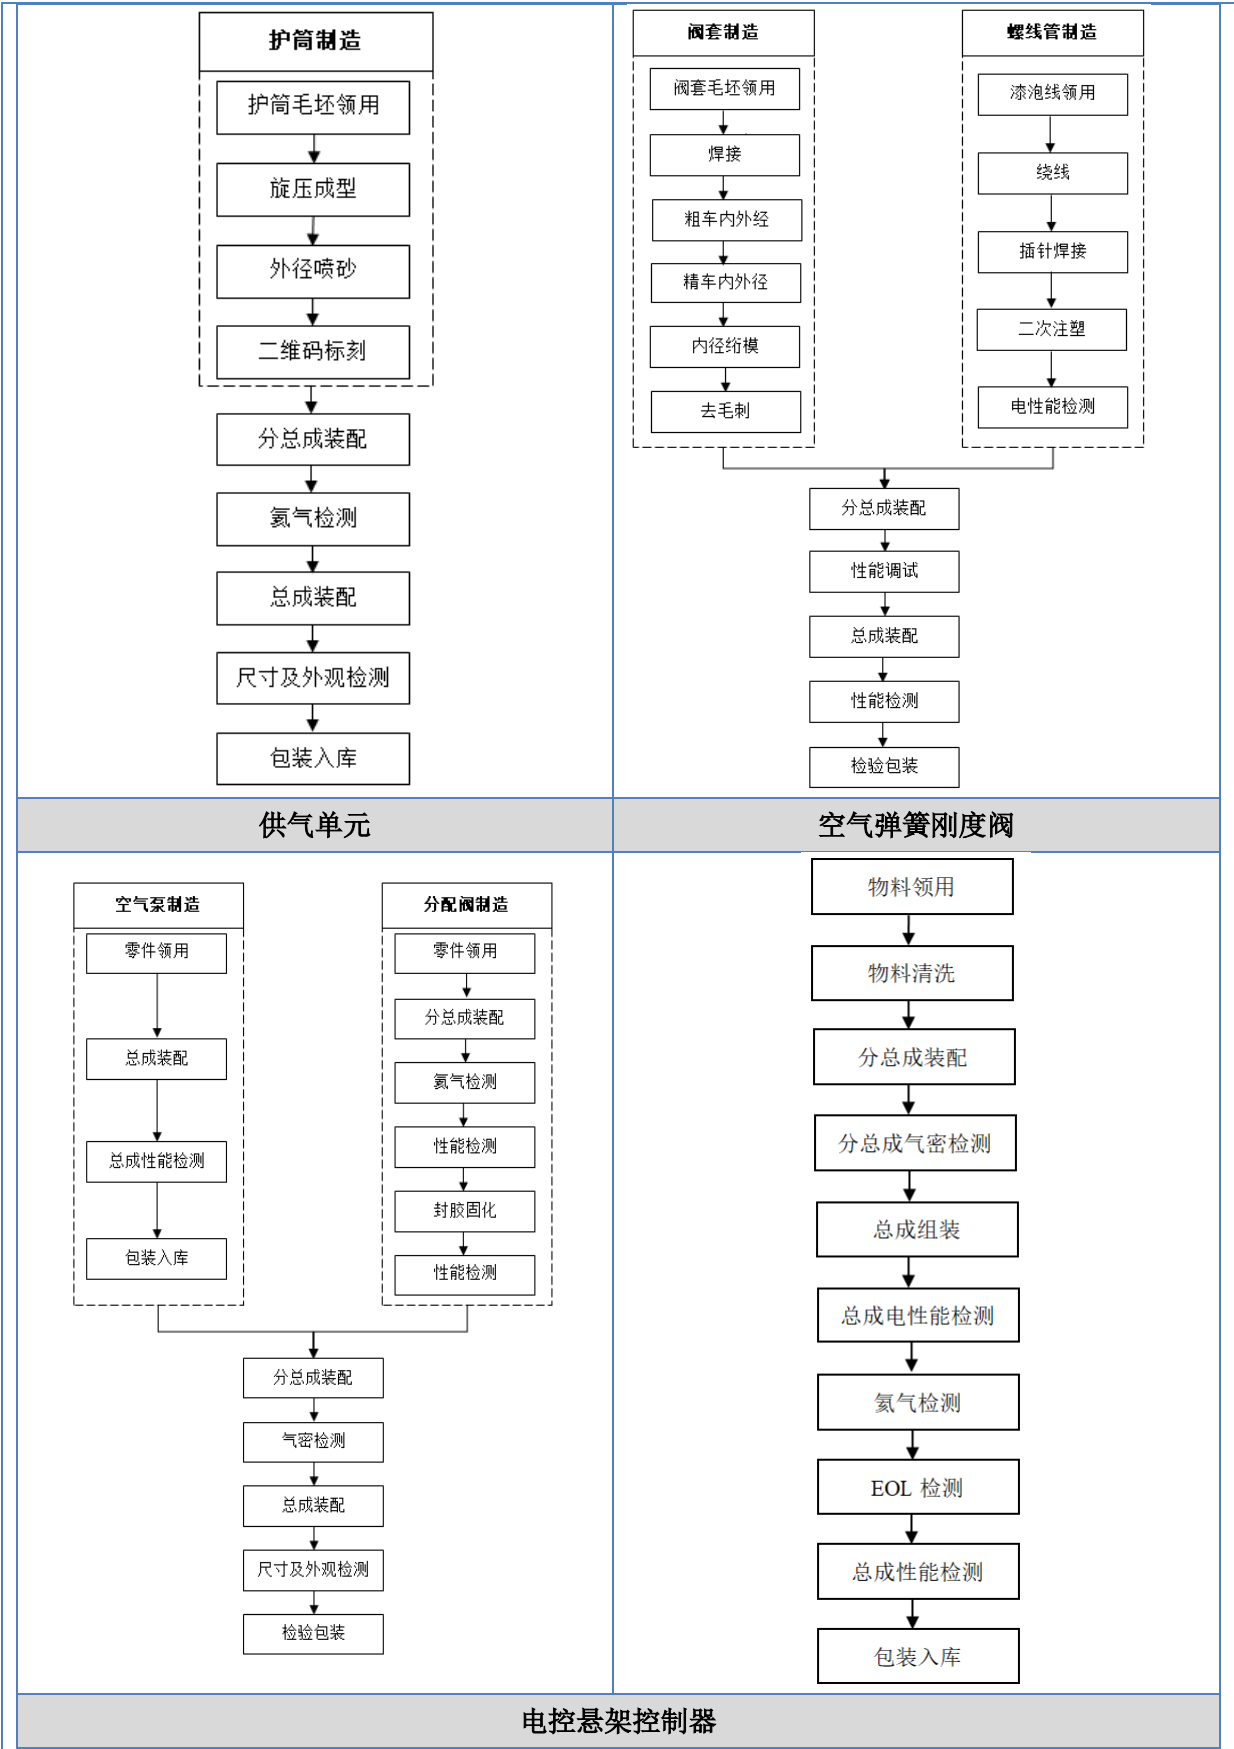 护筒制造
护筒毛坯领用
旋压成型
外径喷砂
二维码标刻
分总成装配
氦气检测
总成装配
尺寸及外观检测
包装入库
阀套制造
阀套毛坯领用
焊接
粗车内外经
精车内外径
内径绗模
去毛刺
螺线管制造
漆泡线领用
绕线
插针焊接
二次注塑
电性能检测
分总成装配
性能调试
总成装配
性能检测
检验包装
供气单元
空气弹簧刚度阀
空气泵制造
零件领用
总成装配
总成性能检测
包装入库
分配阀制造
零件领用
分总成装配
氦气检测
性能检测
封胶固化
性能检测
分总成装配
气密检测
总成装配
尺寸及外观检测
检验包装
物料领用
物料清洗
分总成装配
分总成气密检测
总成组装
总成电性能检测
氦气检测
EOL 检测
总成性能检测
包装入库
电控悬架控制器